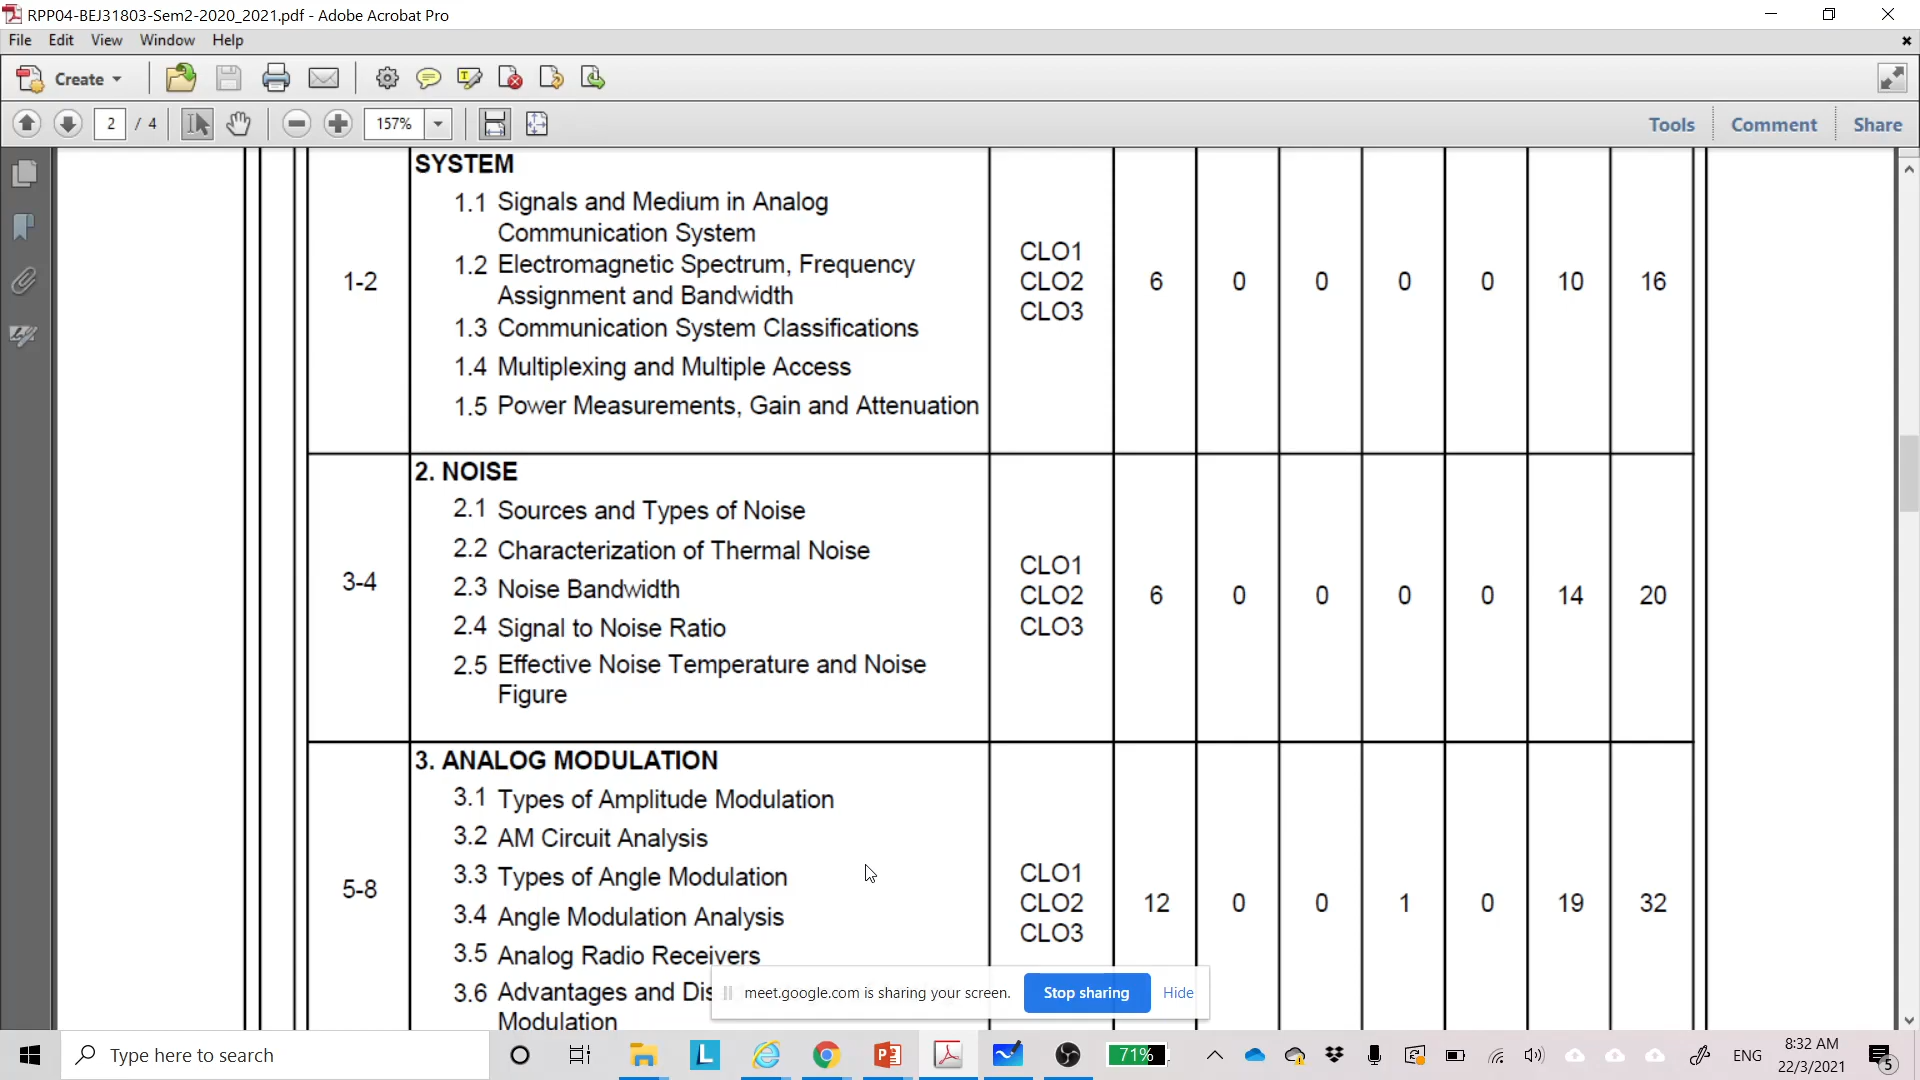 RPP04-BEJ31803-Sem2-2020_2021.pdf - Adobe Acrobat Pro
File Edit View Window Help
Create
2 / 4 157% Tools Comment Share
SYSTEM
1.1 Signals and Medium in Analog
Communication System
1.2 Electromagnetic Spectrum, Frequency
Assignment and Bandwidth
1.3 Communication System Classifications
1.4 Multiplexing and Multiple Access
1.5 Power Measurements, Gain and Attenuation
1-2
CLO1
CLO2
CLO3
6 0 0 0 0 10 16
2. NOISE
2.1 Sources and Types of Noise
2.2 Characterization of Thermal Noise
2.3 Noise Bandwidth
2.4 Signal to Noise Ratio
2.5 Effective Noise Temperature and Noise
Figure
3-4
CLO1
CLO2
CLO3
6 0 0 0 0 14 20
3. ANALOG MODULATION
3.1 Types of Amplitude Modulation
3.2 AM Circuit Analysis
3.3 Types of Angle Modulation
3.4 Angle Modulation Analysis
3.5 Analog Radio Receivers
3.6 Advantages and Dis
Modulation
5-8
CLO1
CLO2
CLO3
12 0 0 1 0 19 32
meet.google.com is sharing your screen. Stop sharing Hide
Type here to search
71%
ENG
8:32 AM
22/3/2021
5